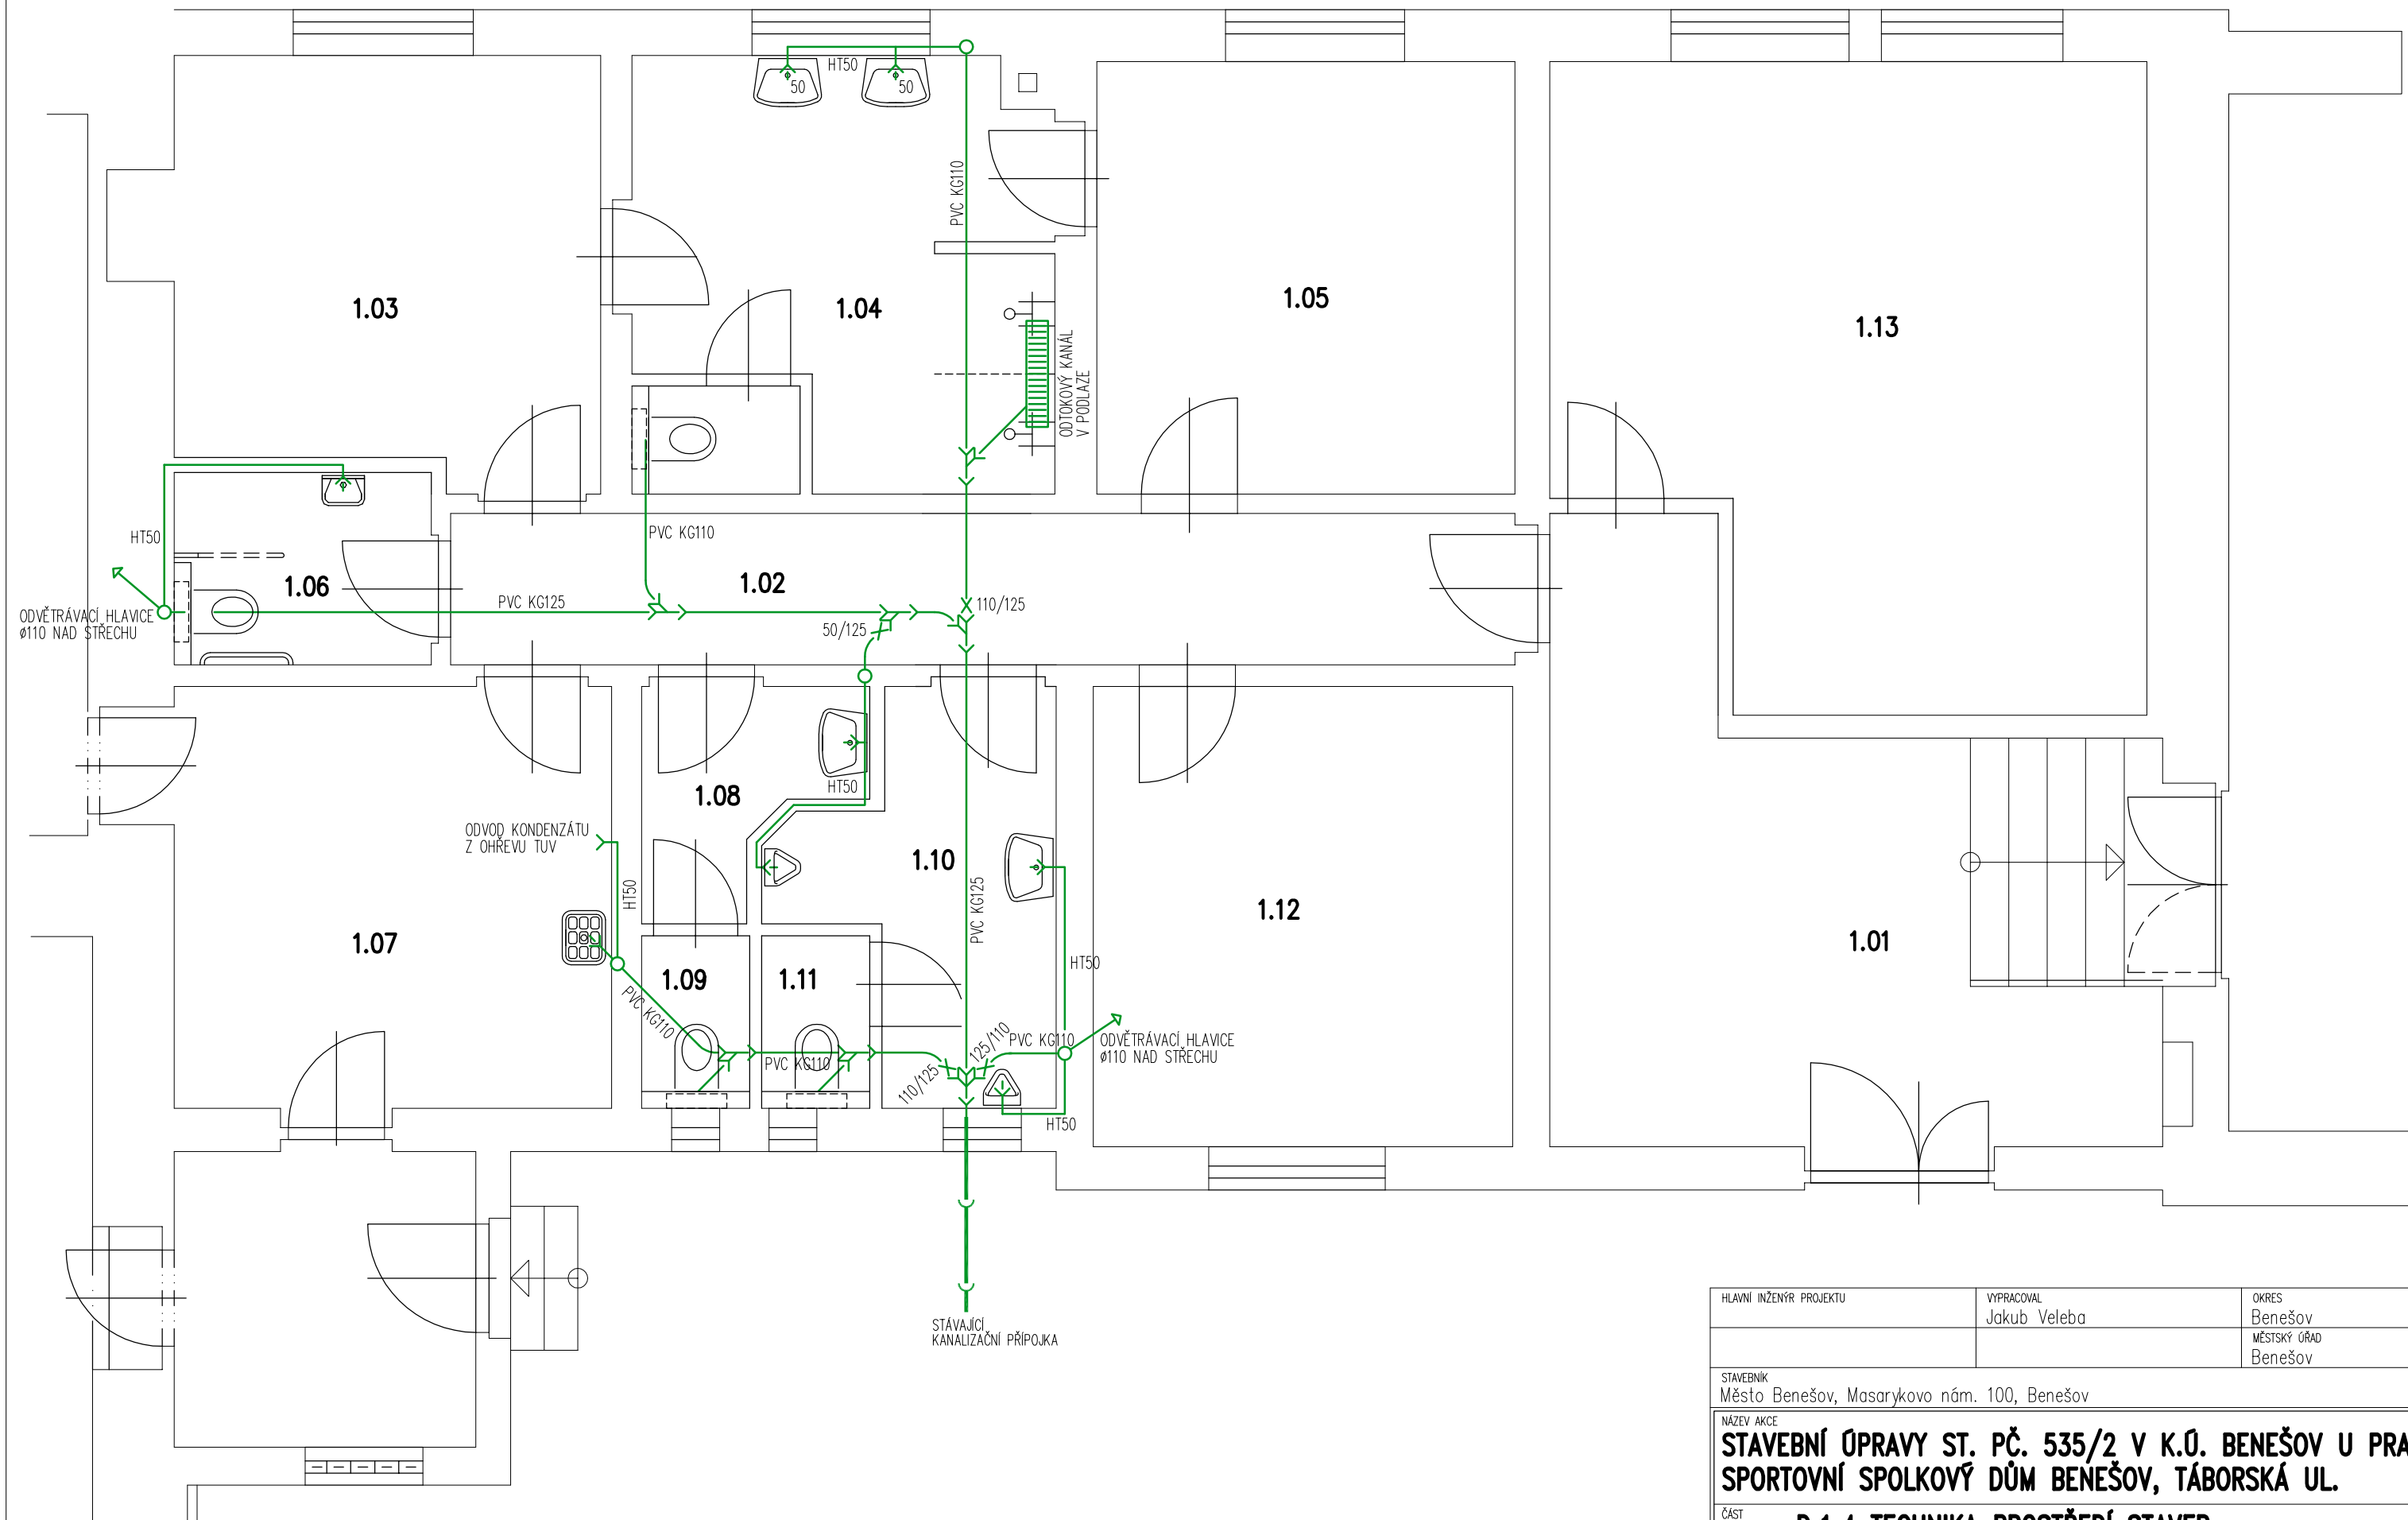 HT50
50
50
PVC KG110
1.03
1.04
1.05
1.13
ODTOKOVÝ KANÁL
V PODLAZE
HT50
PVC KG110
1.06
1.02
PVC KG125
110/125
50/125
ODVĚTRÁVACÍ HLAVICE
ø110 NAD STŘECHU
HT50
1.08
ODVOD KONDENZÁTU
Z OHŘEVU TUV
HT50
1.10
PVC KG125
1.12
1.07
1.01
HT50
1.09
1.11
PVC KG110
PVC KG110
110/125
125/110
PVC KG110
ODVĚTRÁVACÍ HLAVICE
ø110 NAD STŘECHU
HT50
STÁVAJÍCÍ
KANALIZAČNÍ PŘÍPOJKA
HLAVNÍ INŽENÝR PROJEKTU
VYPRACOVAL
Jakub Veleba
OKRES
Benešov
MĚSTSKÝ ÚŘAD
Benešov
STAVEBNÍK
Město Benešov, Masarykovo nám. 100, Benešov
NÁZEV AKCE
STAVEBNÍ ÚPRAVY ST. PČ. 535/2 V K.Ú. BENEŠOV U PRA
SPORTOVNÍ SPOLKOVÝ DŮM BENEŠOV, TÁBORSKÁ UL.
ČÁST
D.1.4 TECHNIKA PROSTŘEDÍ STAVEB